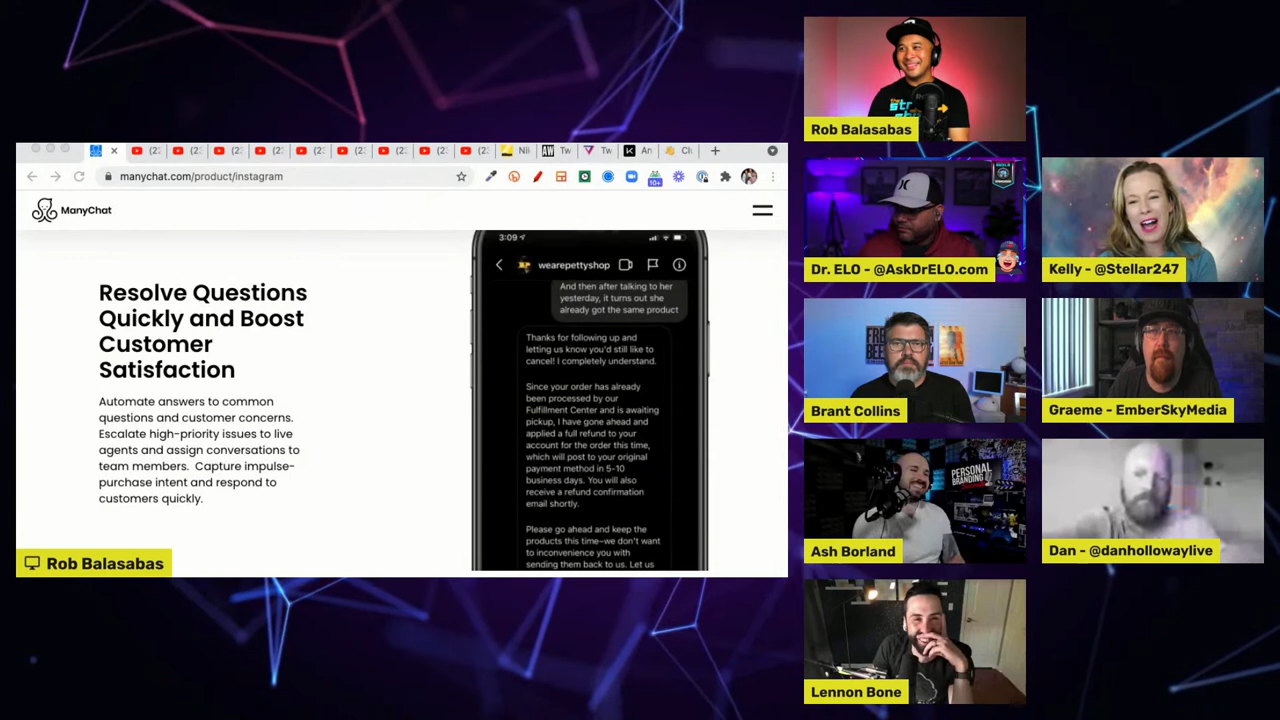 manychat.com/product/instagram
10+
ManyChat
Resolve Questions
Quickly and Boost
Customer
Satisfaction
Automate answers to common
questions and customer concerns.
Escalate high-priority issues to live
agents and assign conversations to
team members. Capture impulse-
purchase intent and respond to
customers quickly.
3:09
wearepettyshop
And then after talking to her
yesterday, it turns out she
already got the same product
Thanks for following up and
letting us know you'd still like to
cancel! I completely understand.
Since your order has already
been processed by our
Fulfillment Center and is awaiting
pickup, I have gone ahead and
applied a full refund to your
account for the order this time,
which will post to your original
payment method in 5-10
business days. You will also
receive a refund confirmation
email shortly.
Please go ahead and keep the
products this time–we don't want
to inconvenience you with
sending them back to us. Let us
Rob Balasabas
Rob Balasabas
Dr. ELO - @AskDrELO.com
Kelly - @Stellar247
Brant Collins
Graeme - EmberSkyMedia
PERSONAL
BRANDING
Ash Borland
Dan - @danhollowaylive
Lennon Bone